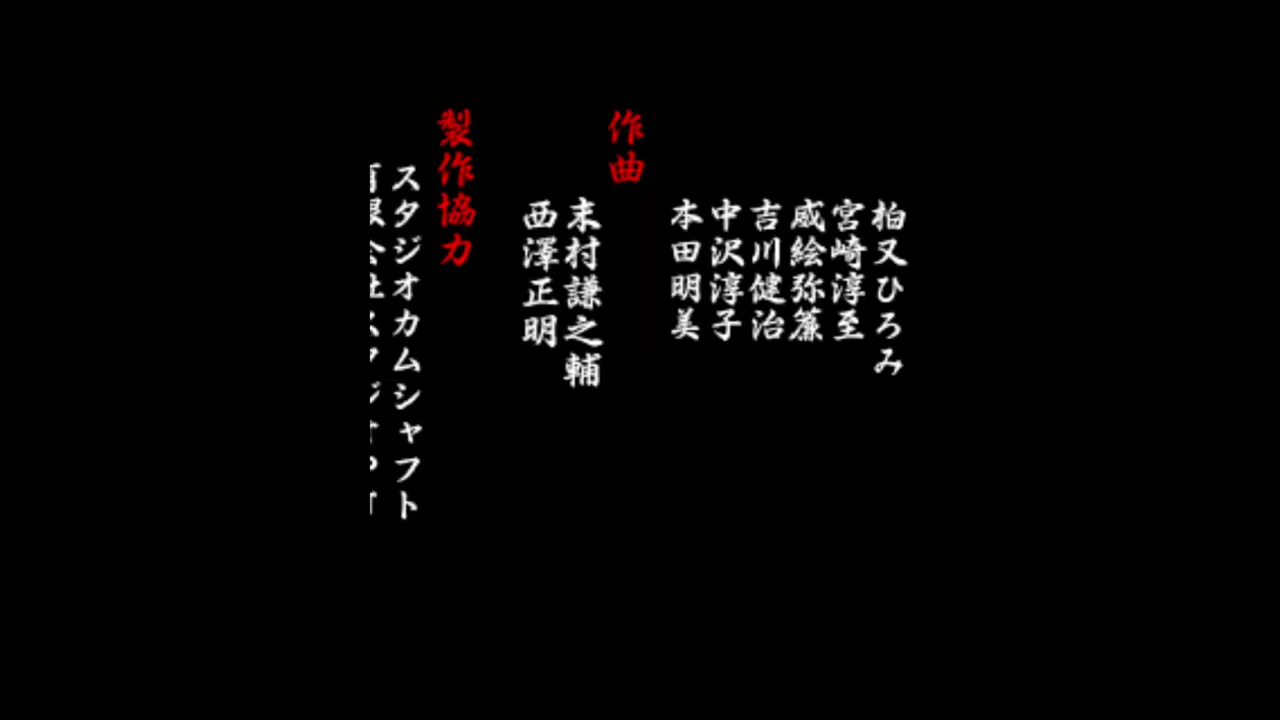 柏又ひろみ
宮崎淳至
威絵弥簾
吉川健治
中沢淳子
本田明美
作曲
末村謙之輔
西澤正明
製作協力
スタジオカムシャフト